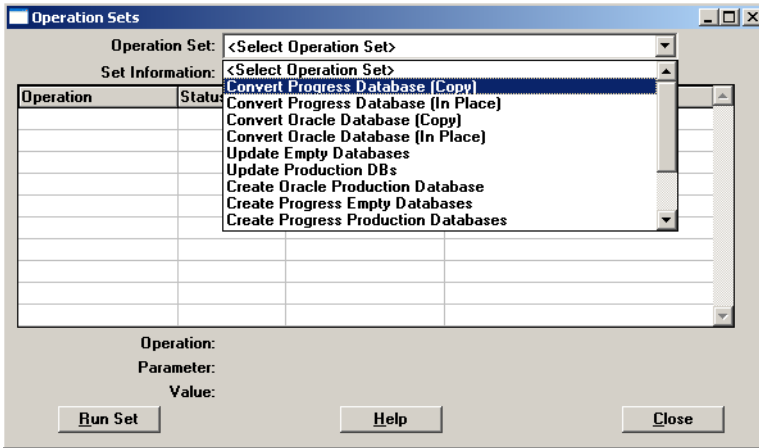 Operation Sets
Operation Set: <Select Operation Set>
Set Information: <Select Operation Set>
Convert Progress Database (Copy)
Operation Status
Convert Progress Database (In Place)
Convert Oracle Database (Copy)
Convert Oracle Database (In Place)
Update Empty Databases
Update Production DBs
Create Oracle Production Database
Create Progress Empty Databases
Create Progress Production Databases
Operation:
Parameter:
Value:
Run Set Help Close